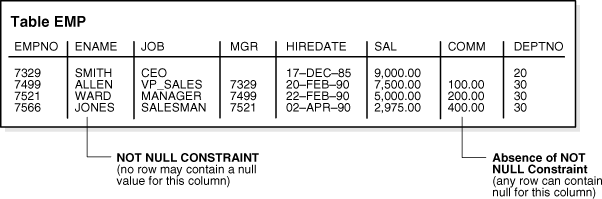 Table EMP
EMPNO ENAME JOB MGR HIREDATE SAL COMM DEPTNO
7329 SMITH CEO 17–DEC–85 9,000.00 20
7499 ALLEN VP_SALES 7329 20–FEB–90 7,500.00 100.00 30
7521 WARD MANAGER 7499 22–FEB–90 5,000.00 200.00 30
7566 JONES SALESMAN 7521 02–APR–90 2,975.00 400.00 30
NOT NULL CONSTRAINT
(no row may contain a null
value for this column)
Absence of NOT
NULL Constraint
(any row can contain
null for this column)